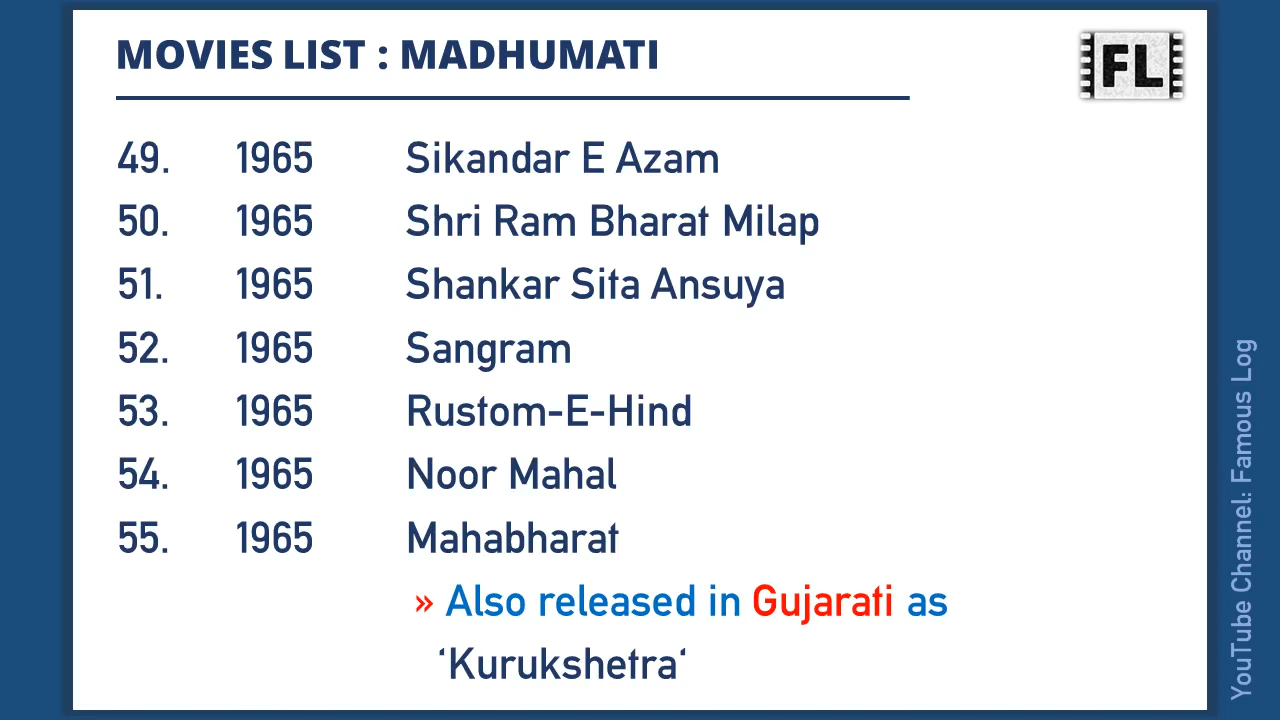 MOVIES LIST : MADHUMATI
FL
49. 1965 Sikandar E Azam
50. 1965 Shri Ram Bharat Milap
51. 1965 Shankar Sita Ansuya
52. 1965 Sangram
53. 1965 Rustom-E-Hind
54. 1965 Noor Mahal
55. 1965 Mahabharat
» Also released in Gujarati as
‘Kurukshetra‘
YouTube Channel: Famous Log